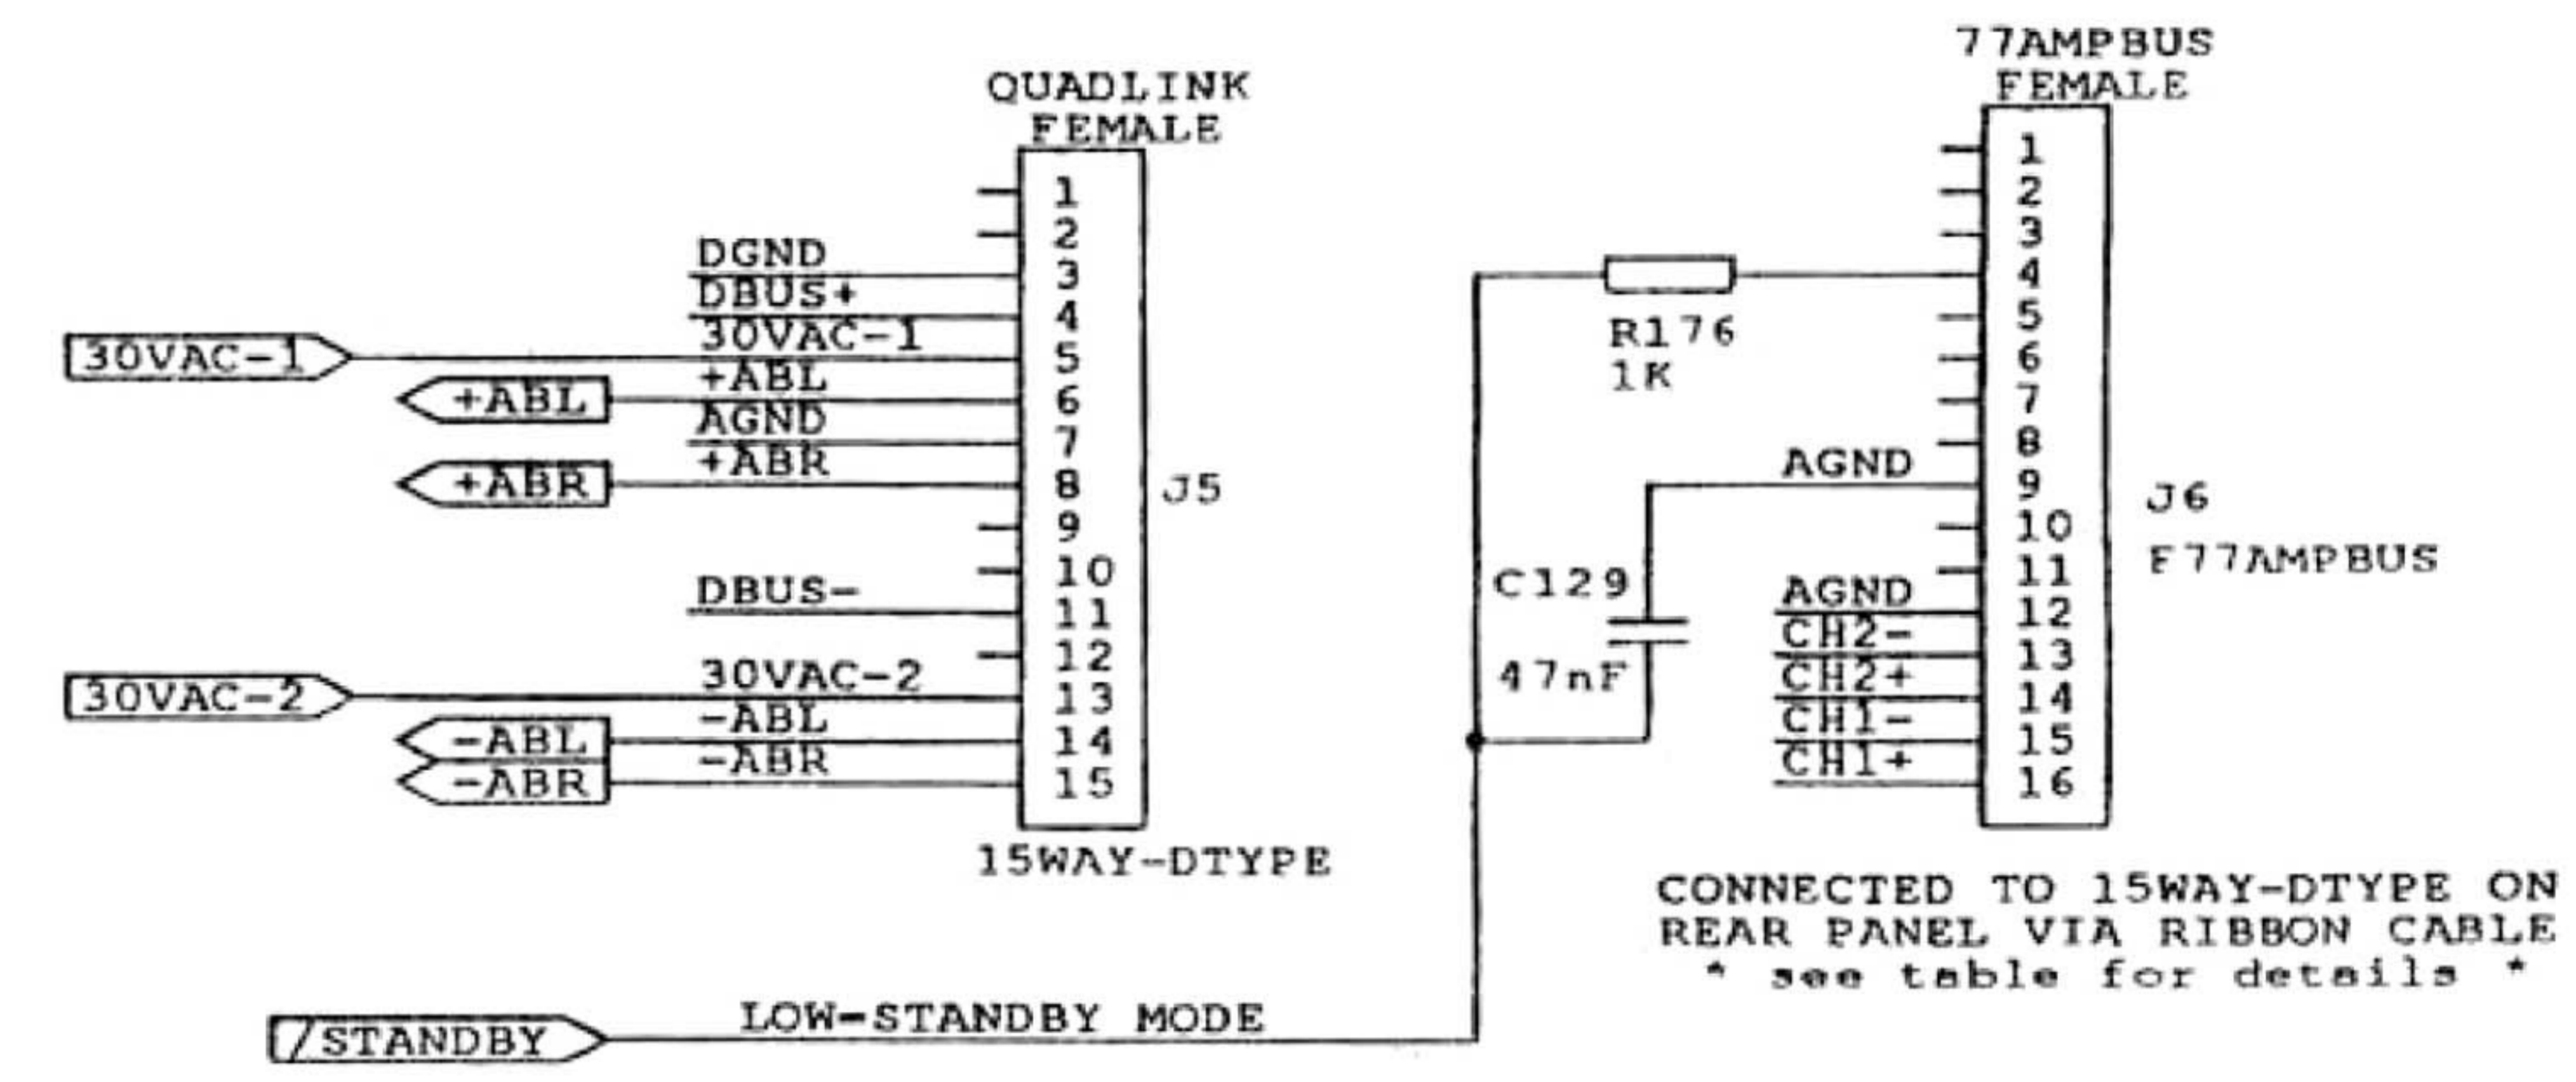 77AMPBUS
FEMALE
QUADLINK
FEMALE
1
2
DGND
3
DBUS+
4
30VAC-1
30VAC-1
5
+ABL
+ABL
6
AGND
7
+ABR
+ABR
8
J5
9
10
DBUS-
11
12
30VAC-2
30VAC-2
13
-ABL
-ABL
14
-ABR
-ABR
15
15WAY-DTYPE
1
2
3
4
R176
1K
5
6
7
8
AGND
9
J6
10
F77AMPBUS
11
C129
47nF
AGND
12
CH2-
13
CH2+
14
CH1-
15
CH1+
16
CONNECTED TO 15WAY-DTYPE ON
REAR PANEL VIA RIBBON CABLE
* see table for details *
/STANDBY
LOW-STANDBY MODE